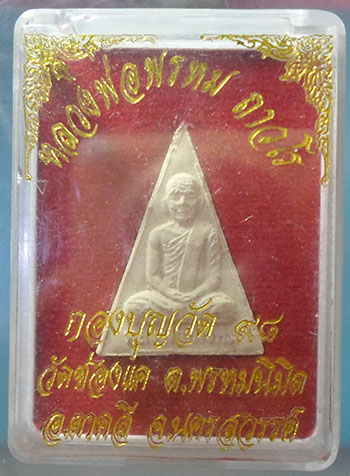 หลวงพ่อพรหม ถาวโร
กองบุญวัด ๙๘
วัดช่องแค ต.พรหมนิมิต
อ.ตาคลี จ.นครสวรรค์